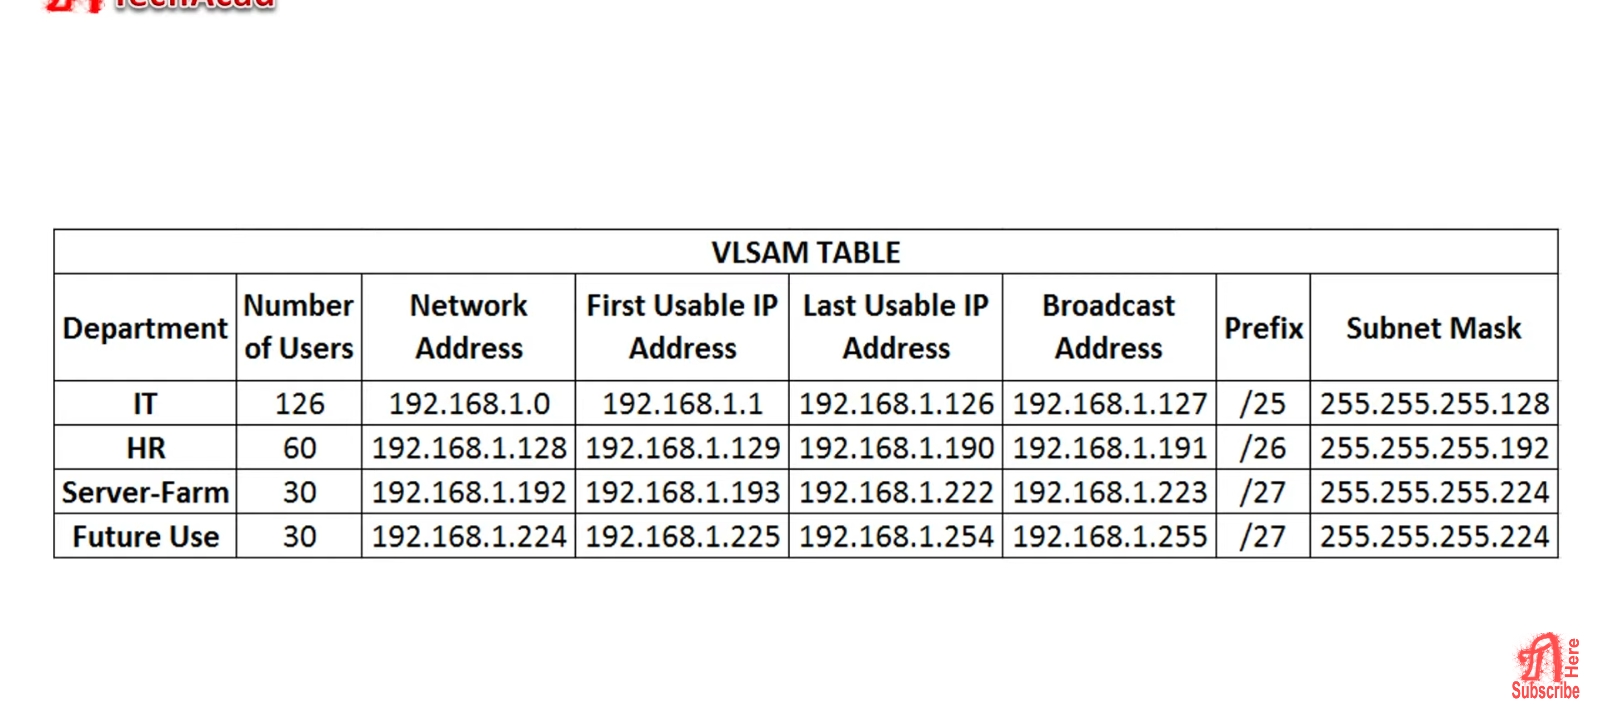 TechAcad
VLSAM TABLE
Department Number of Users Network Address First Usable IP Address Last Usable IP Address Broadcast Address Prefix Subnet Mask
IT 126 192.168.1.0 192.168.1.1 192.168.1.126 192.168.1.127 /25 255.255.255.128
HR 60 192.168.1.128 192.168.1.129 192.168.1.190 192.168.1.191 /26 255.255.255.192
Server-Farm 30 192.168.1.192 192.168.1.193 192.168.1.222 192.168.1.223 /27 255.255.255.224
Future Use 30 192.168.1.224 192.168.1.225 192.168.1.254 192.168.1.255 /27 255.255.255.224
Here
Subscribe